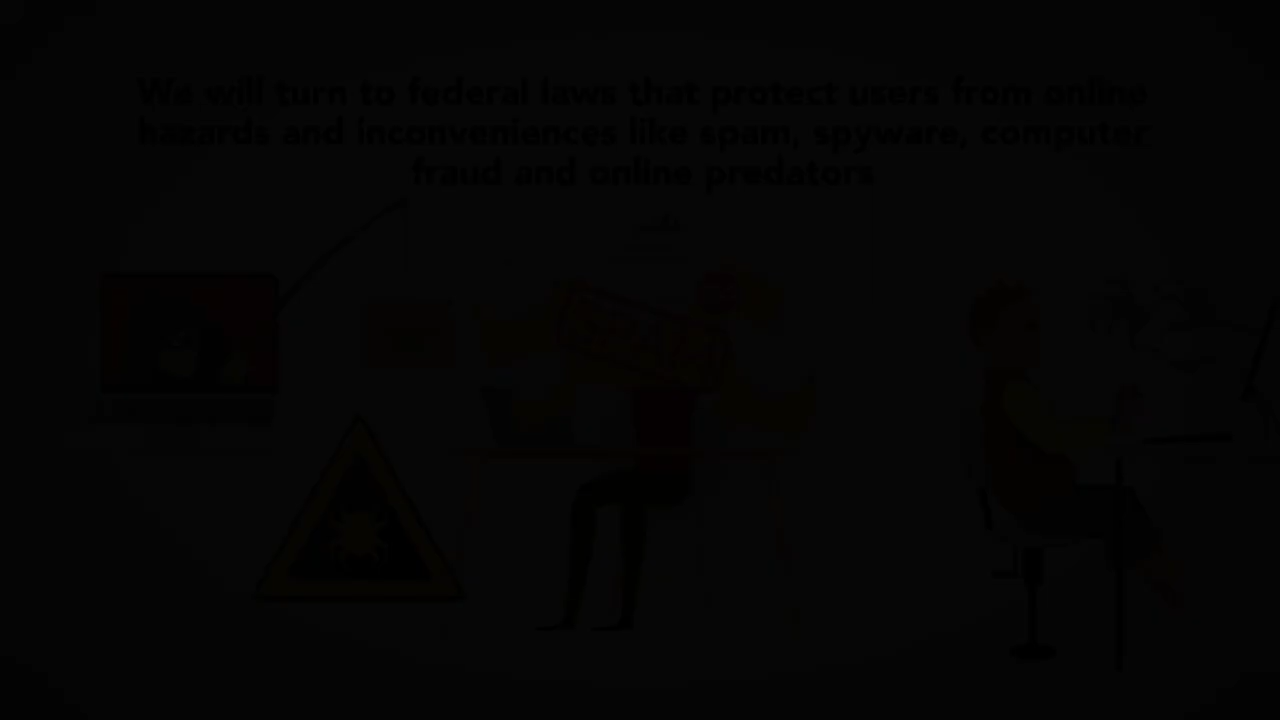 We will turn to federal laws that protect users from online
hazards and inconveniences like spam, spyware, computer
fraud and online predators